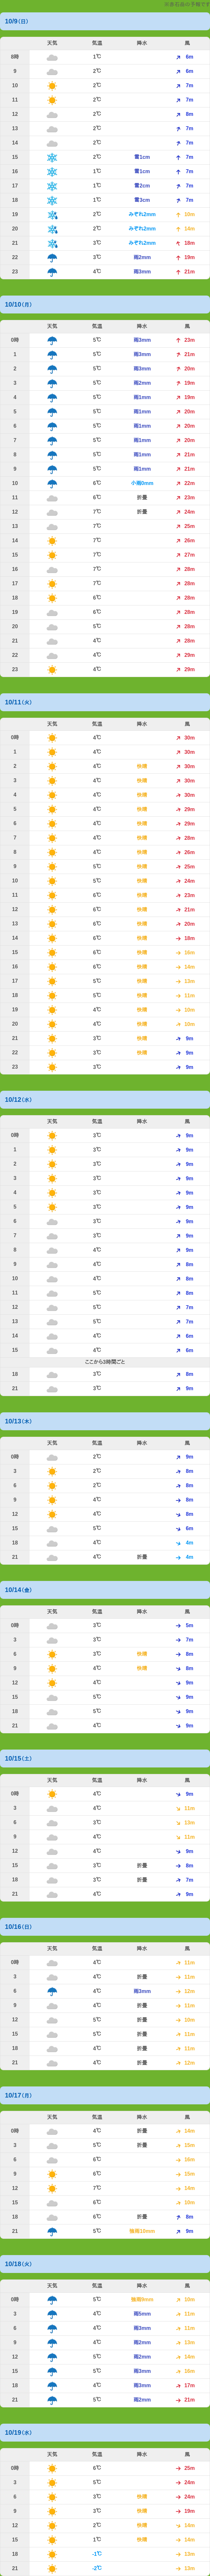 ※表石岳の予報です
10/9(日)
天気 気温 降水 風
8時 1℃ 6m
9 2℃ 6m
10 2℃ 7m
11 2℃ 7m
12 2℃ 8m
13 2℃ 7m
14 2℃ 7m
15 2℃ 雪1cm 7m
16 1℃ 雪1cm 7m
17 1℃ 雪2cm 7m
18 1℃ 雪3cm 7m
19 2℃ みぞれ2mm 10m
20 2℃ みぞれ2mm 14m
21 3℃ みぞれ2mm 18m
22 3℃ 雨2mm 19m
23 4℃ 雨3mm 21m
10/10(月)
天気 気温 降水 風
0時 5℃ 雨3mm 23m
1 5℃ 雨3mm 21m
2 5℃ 雨3mm 20m
3 5℃ 雨2mm 19m
4 5℃ 雨1mm 19m
5 5℃ 雨1mm 20m
6 5℃ 雨1mm 20m
7 5℃ 雨1mm 20m
8 5℃ 雨1mm 21m
9 5℃ 雨1mm 21m
10 6℃ 小雨0mm 22m
11 6℃ 折曇 23m
12 7℃ 折曇 24m
13 7℃ 25m
14 7℃ 26m
15 7℃ 27m
16 7℃ 28m
17 7℃ 28m
18 6℃ 28m
19 6℃ 28m
20 5℃ 28m
21 4℃ 28m
22 4℃ 29m
23 4℃ 29m
10/11(火)
天気 気温 降水 風
0時 4℃ 30m
1 4℃ 30m
2 4℃ 快晴 30m
3 4℃ 快晴 30m
4 4℃ 快晴 30m
5 4℃ 快晴 29m
6 4℃ 快晴 29m
7 4℃ 快晴 28m
8 4℃ 快晴 26m
9 5℃ 快晴 25m
10 5℃ 快晴 24m
11 6℃ 快晴 23m
12 6℃ 快晴 21m
13 6℃ 快晴 20m
14 6℃ 快晴 18m
15 6℃ 快晴 16m
16 6℃ 快晴 14m
17 5℃ 快晴 13m
18 5℃ 快晴 11m
19 4℃ 快晴 10m
20 4℃ 快晴 10m
21 3℃ 快晴 9m
22 3℃ 快晴 9m
23 3℃ 9m
10/12(水)
天気 気温 降水 風
0時 3℃ 9m
1 3℃ 9m
2 3℃ 9m
3 3℃ 9m
4 3℃ 9m
5 3℃ 9m
6 3℃ 9m
7 3℃ 9m
8 4℃ 9m
9 4℃ 8m
10 4℃ 8m
11 5℃ 8m
12 5℃ 7m
13 5℃ 7m
14 4℃ 6m
15 4℃ 6m
ここから3時間ごと
18 3℃ 8m
21 3℃ 9m
10/13(木)
天気 気温 降水 風
0時 2℃ 9m
3 2℃ 8m
6 2℃ 8m
9 4℃ 8m
12 4℃ 8m
15 5℃ 6m
18 4℃ 4m
21 4℃ 折曇 4m
10/14(金)
天気 気温 降水 風
0時 3℃ 5m
3 3℃ 7m
6 3℃ 快晴 8m
9 4℃ 快晴 8m
12 4℃ 9m
15 5℃ 9m
18 5℃ 9m
21 4℃ 9m
10/15(土)
天気 気温 降水 風
0時 4℃ 9m
3 4℃ 11m
6 3℃ 13m
9 4℃ 11m
12 4℃ 9m
15 3℃ 折曇 8m
18 3℃ 折曇 7m
21 4℃ 9m
10/16(日)
天気 気温 降水 風
0時 4℃ 11m
3 4℃ 折曇 11m
6 4℃ 雨3mm 12m
9 4℃ 折曇 11m
12 5℃ 折曇 10m
15 5℃ 折曇 11m
18 4℃ 折曇 11m
21 4℃ 折曇 12m
10/17(月)
天気 気温 降水 風
0時 4℃ 折曇 14m
3 5℃ 折曇 15m
6 6℃ 16m
9 6℃ 15m
12 7℃ 14m
15 6℃ 10m
18 6℃ 折曇 8m
21 5℃ 強雨10mm 9m
10/18(火)
天気 気温 降水 風
0時 5℃ 強雨8mm 10m
3 4℃ 雨5mm 11m
6 4℃ 雨3mm 11m
9 4℃ 雨2mm 13m
12 5℃ 雨2mm 14m
15 5℃ 雨3mm 16m
18 4℃ 雨3mm 17m
21 5℃ 雨2mm 21m
10/19(水)
天気 気温 降水 風
0時 6℃ 25m
3 5℃ 24m
6 3℃ 快晴 24m
9 3℃ 快晴 19m
12 2℃ 快晴 14m
15 1℃ 快晴 14m
18 -1℃ 13m
21 -2℃ 13m